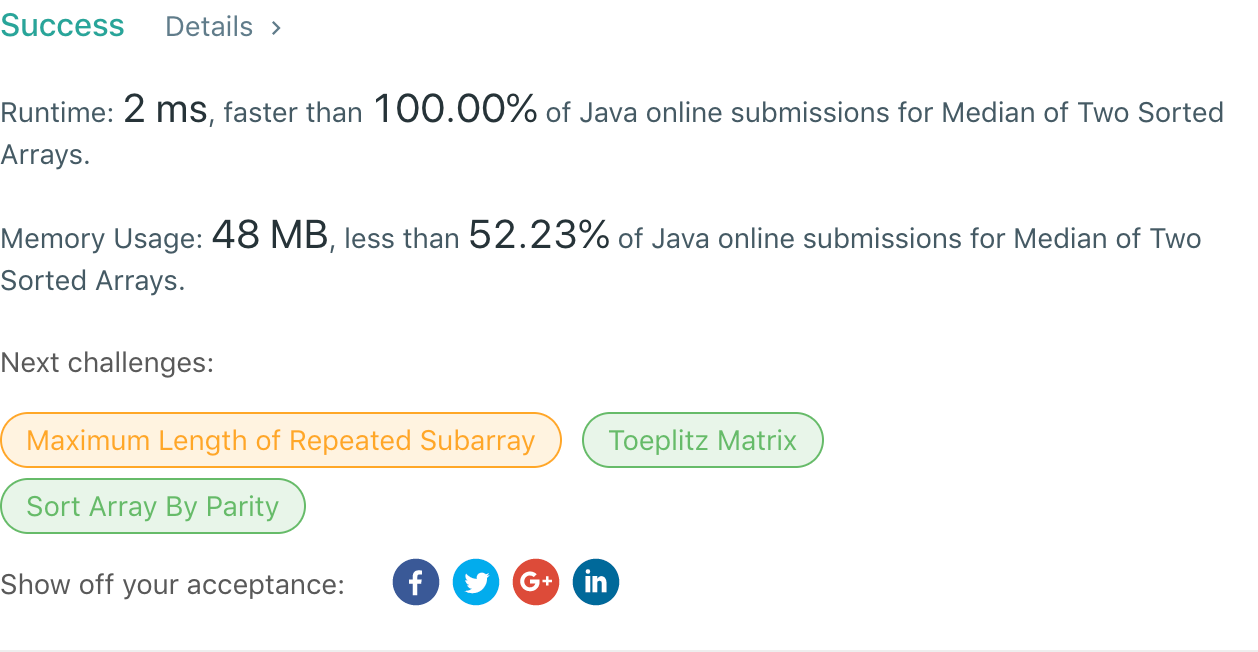 Success Details >
Runtime: 2 ms, faster than 100.00% of Java online submissions for Median of Two Sorted
Arrays.
Memory Usage: 48 MB, less than 52.23% of Java online submissions for Median of Two
Sorted Arrays.
Next challenges:
Maximum Length of Repeated Subarray Toeplitz Matrix
Sort Array By Parity
Show off your acceptance: f G+ in